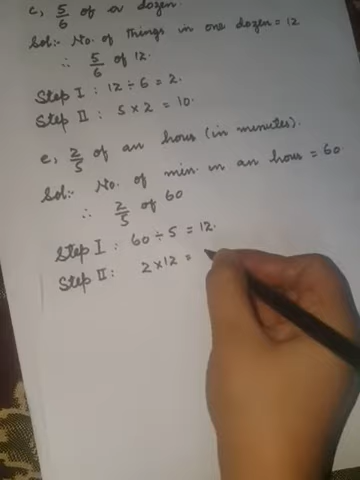 c, 5/6 of a dozen.
Sol:- No. of things in one dozen = 12
∴ 5/6 of 12.
Step I : 12 ÷ 6 = 2.
Step II : 5 × 2 = 10.
e, 2/5 of an hour (in minutes).
Sol:- No. of min. in an hour = 60.
∴ 2/5 of 60
Step I : 60 ÷ 5 = 12.
Step II : 2 × 12 =